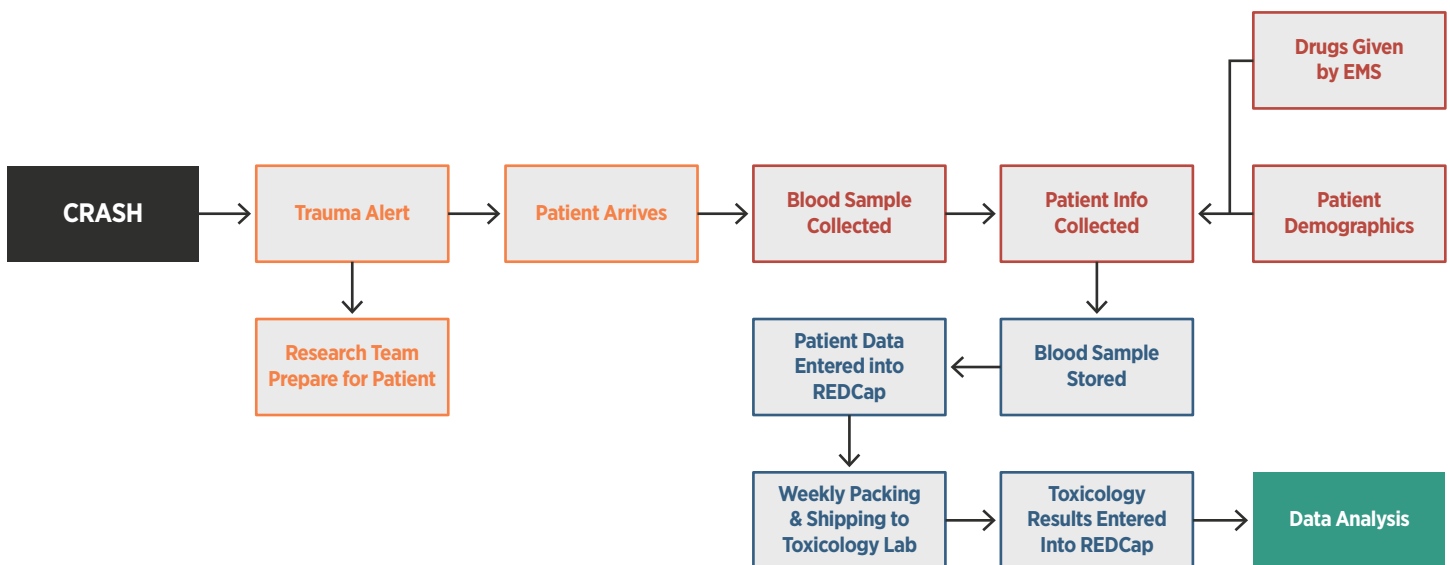 Drugs Given
by EMS
CRASH
Trauma Alert
Patient Arrives
Blood Sample
Collected
Patient Info
Collected
Patient
Demographics
Research Team
Prepare for Patient
Patient Data
Entered into
REDCap
Blood Sample
Stored
Weekly Packing
& Shipping to
Toxicology Lab
Toxicology
Results Entered
Into REDCap
Data Analysis